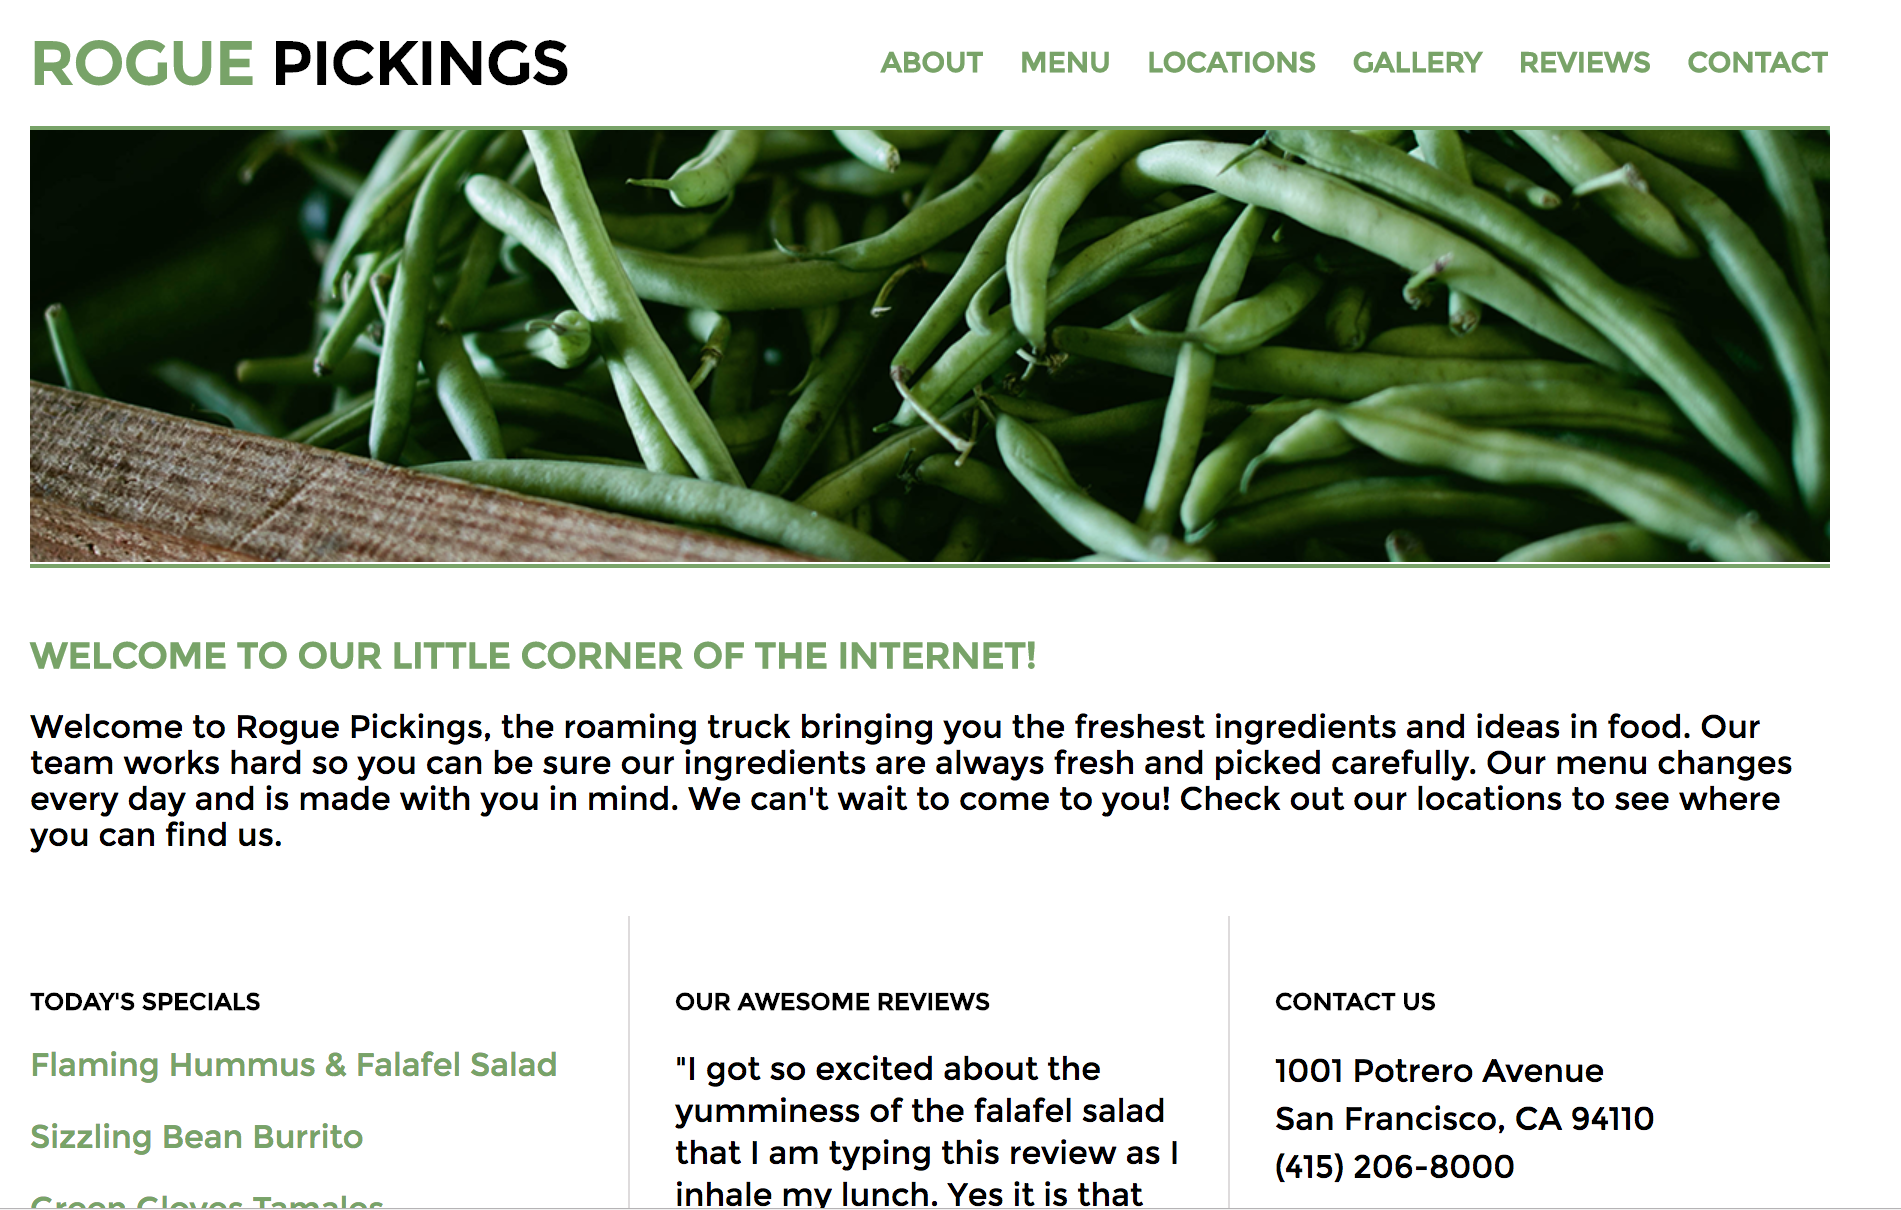 ROGUE PICKINGS
ABOUT MENU LOCATIONS GALLERY REVIEWS CONTACT
WELCOME TO OUR LITTLE CORNER OF THE INTERNET!
Welcome to Rogue Pickings, the roaming truck bringing you the freshest ingredients and ideas in food. Our
team works hard so you can be sure our ingredients are always fresh and picked carefully. Our menu changes
every day and is made with you in mind. We can't wait to come to you! Check out our locations to see where
you can find us.
TODAY'S SPECIALS
Flaming Hummus & Falafel Salad
Sizzling Bean Burrito
Green Gloves Tamales
OUR AWESOME REVIEWS
"I got so excited about the
yumminess of the falafel salad
that I am typing this review as I
inhale my lunch. Yes it is that
CONTACT US
1001 Potrero Avenue
San Francisco, CA 94110
(415) 206-8000